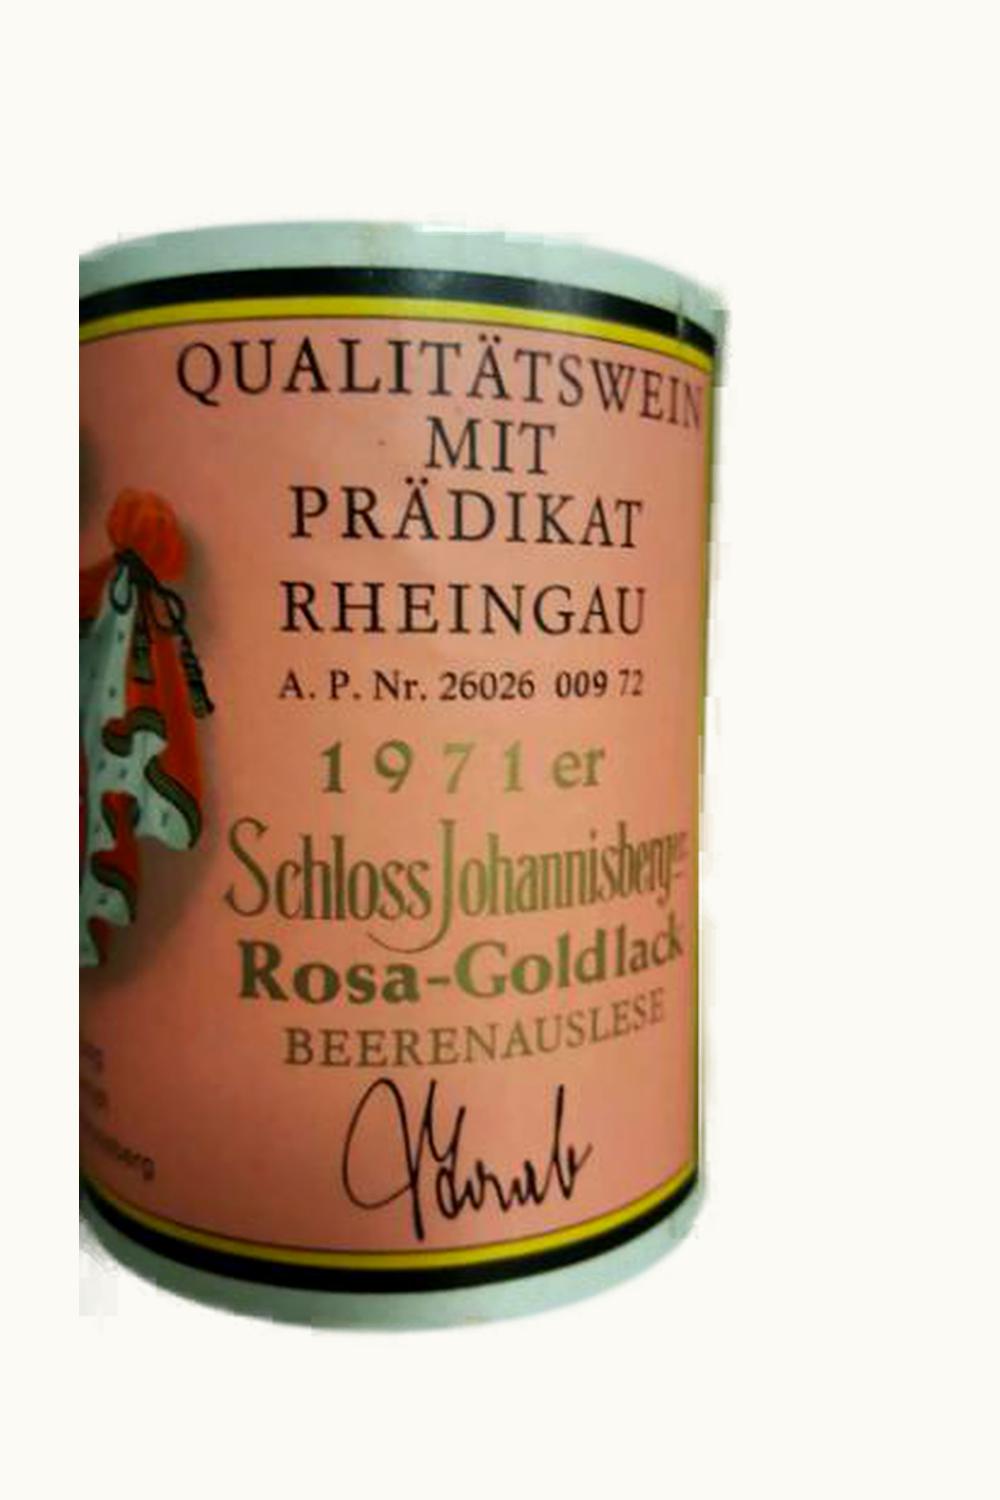 QUALITÄTSWEIN
MIT
PRÄDIKAT
RHEINGAU
A. P. Nr. 26026 009 72
1971er
Schloss Johannisberger
Rosa-Goldlack
BEERENAUSLESE